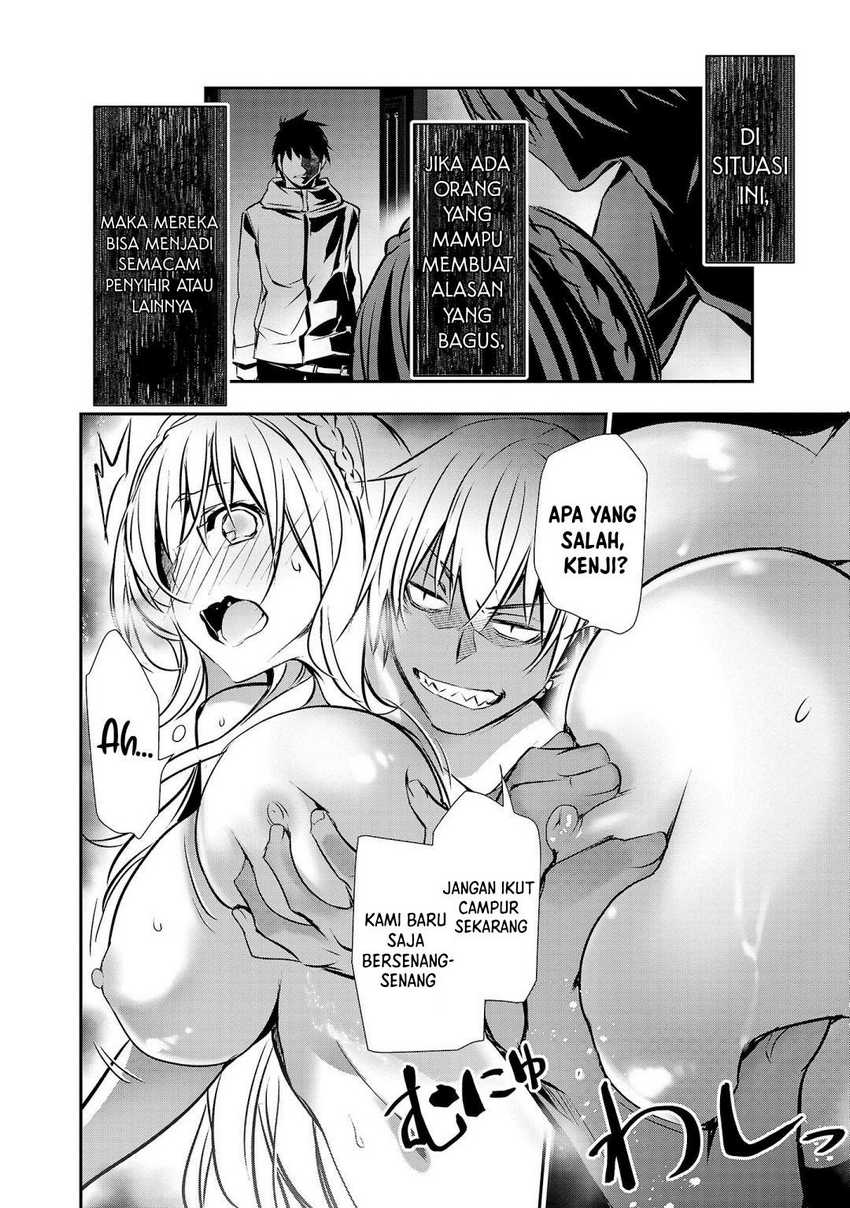 DI
SITUASI
INI,
JIKA ADA
ORANG
YANG
MAMPU
MEMBUAT
ALASAN
YANG
BAGUS,
MAKA MEREKA
BISA MENJADI
SEMACAM
PENYIHIR ATAU
LAINNYA
APA YANG
SALAH,
KENJI?
Ah...
JANGAN IKUT
CAMPUR
SEKARANG
KAMI BARU
SAJA
BERSENANG-
SENANG
わしっ
むにゅ